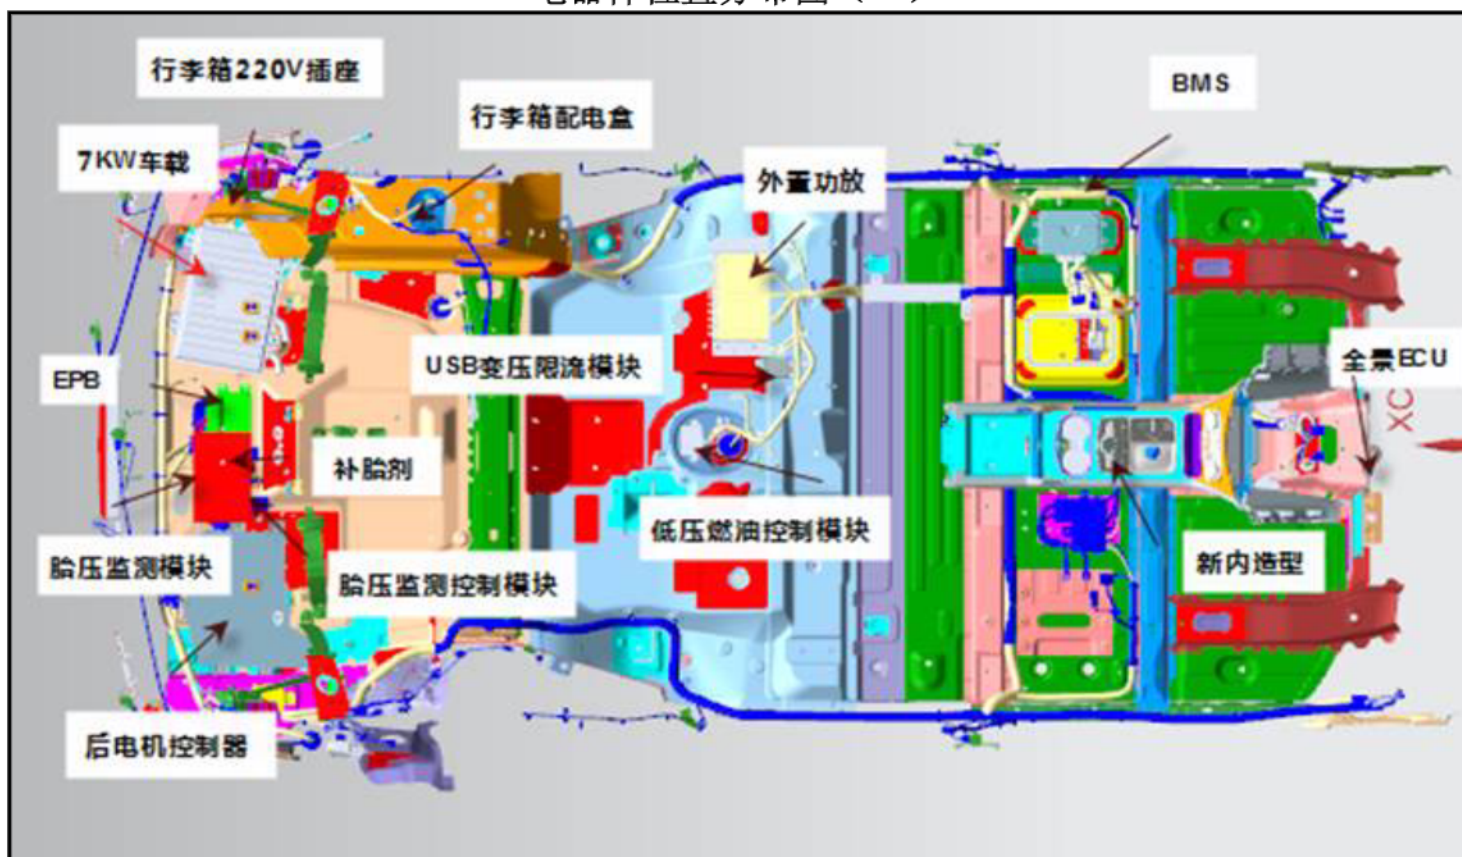 行李箱220V插座
BMS
行李箱配电盒
7KW车载
外置功放
全景ECU
USB变压限流模块
EPB
XC
补胎剂
低压燃油控制模块
胎压监测模块
胎压监测控制模块
新内造型
后电机控制器